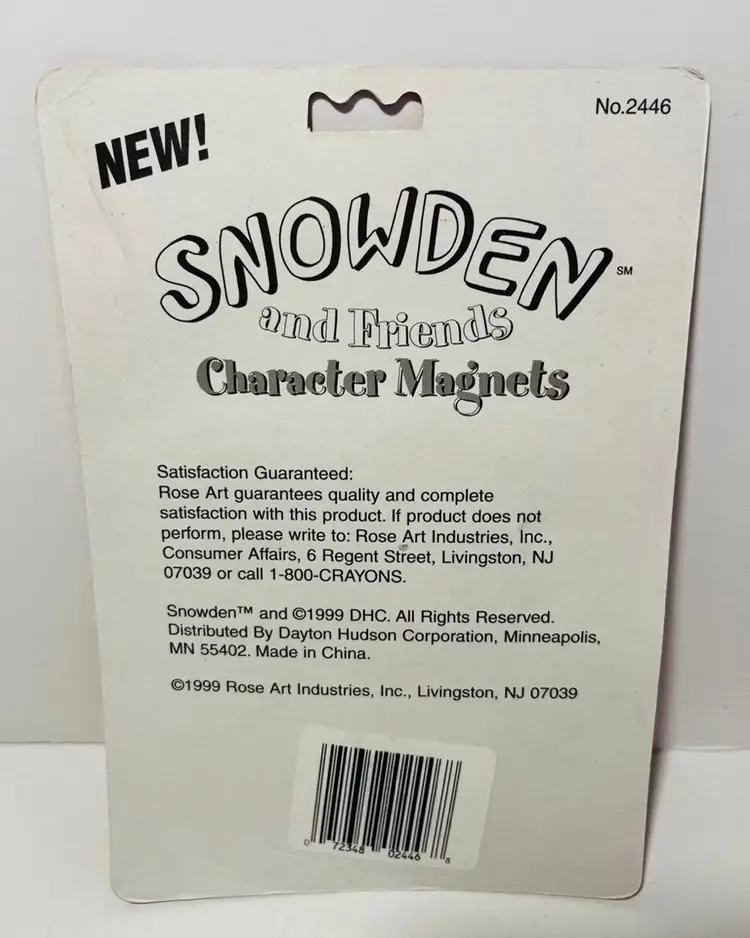 No.2446
NEW!
SNOWDEN℠
and Friends
Character Magnets
Satisfaction Guaranteed:
Rose Art guarantees quality and complete
satisfaction with this product. If product does not
perform, please write to: Rose Art Industries, Inc.,
Consumer Affairs, 6 Regent Street, Livingston, NJ
07039 or call 1-800-CRAYONS.
Snowden™ and ©1999 DHC. All Rights Reserved.
Distributed By Dayton Hudson Corporation, Minneapolis,
MN 55402. Made in China.
©1999 Rose Art Industries, Inc., Livingston, NJ 07039
0 72348 02446 8